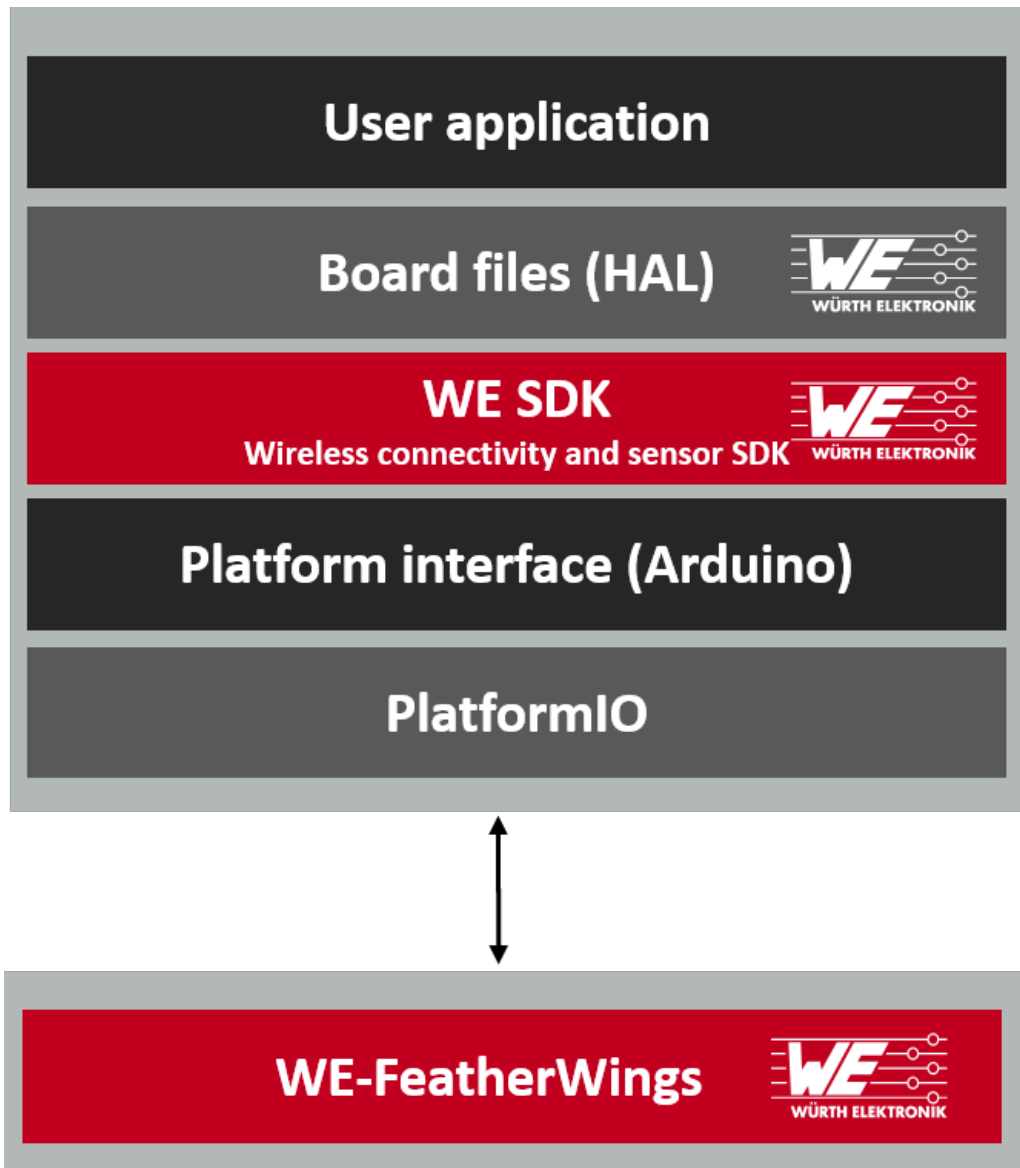 User application
Board files (HAL)
WE
WÜRTH ELEKTRONIK
WE SDK
Wireless connectivity and sensor SDK
WE
WÜRTH ELEKTRONIK
Platform interface (Arduino)
PlatformIO
WE-FeatherWings
WE
WÜRTH ELEKTRONIK